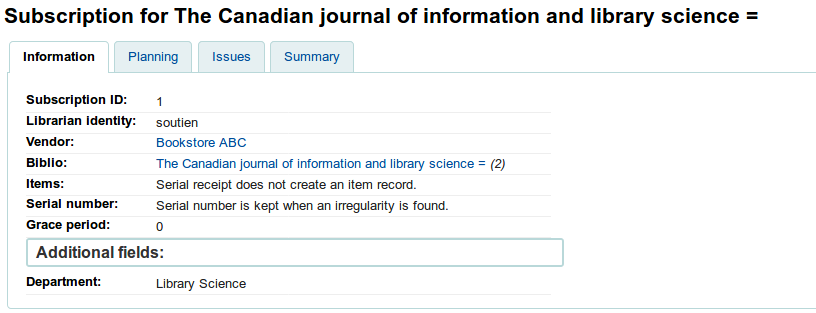 Subscription for The Canadian journal of information and library science =
Information Planning Issues Summary
Subscription ID: 1
Librarian identity: soutien
Vendor: Bookstore ABC
Biblio: The Canadian journal of information and library science = (2)
Items: Serial receipt does not create an item record.
Serial number: Serial number is kept when an irregularity is found.
Grace period: 0
Additional fields:
Department: Library Science